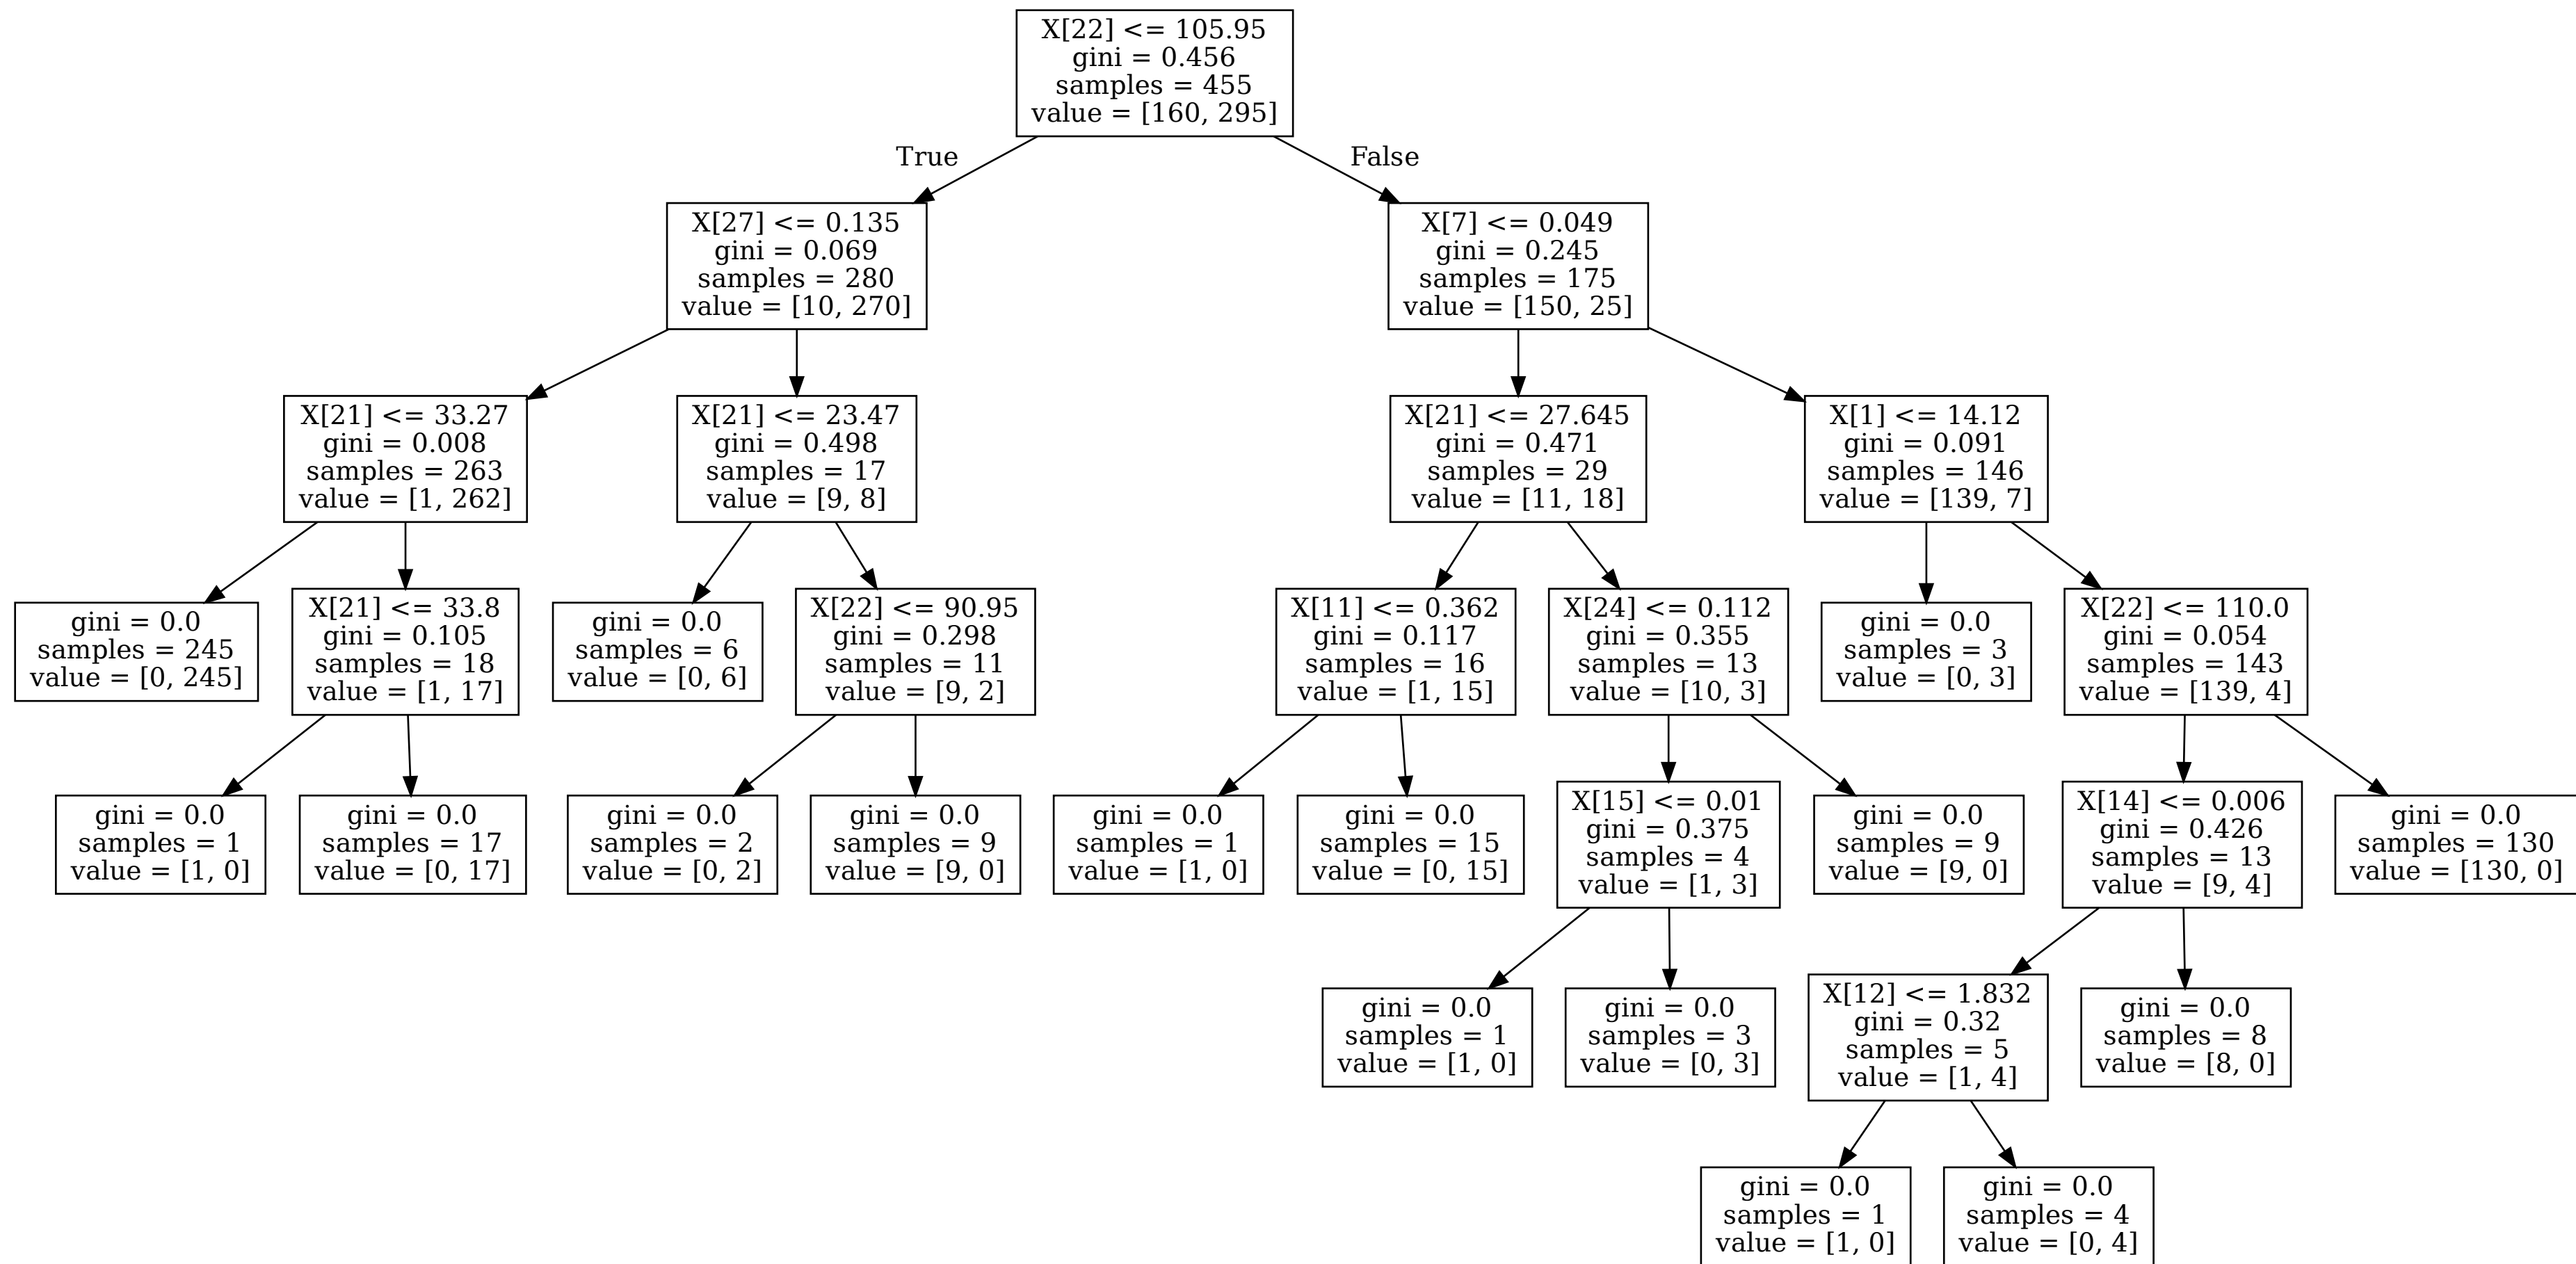 X[22] <= 105.95
gini = 0.456
samples = 455
value = [160, 295]
True
False
X[27] <= 0.135
gini = 0.069
samples = 280
value = [10, 270]
X[7] <= 0.049
gini = 0.245
samples = 175
value = [150, 25]
X[21] <= 33.27
gini = 0.008
samples = 263
value = [1, 262]
X[21] <= 23.47
gini = 0.498
samples = 17
value = [9, 8]
X[21] <= 27.645
gini = 0.471
samples = 29
value = [11, 18]
X[1] <= 14.12
gini = 0.091
samples = 146
value = [139, 7]
gini = 0.0
samples = 245
value = [0, 245]
X[21] <= 33.8
gini = 0.105
samples = 18
value = [1, 17]
gini = 0.0
samples = 6
value = [0, 6]
X[22] <= 90.95
gini = 0.298
samples = 11
value = [9, 2]
X[11] <= 0.362
gini = 0.117
samples = 16
value = [1, 15]
X[24] <= 0.112
gini = 0.355
samples = 13
value = [10, 3]
gini = 0.0
samples = 3
value = [0, 3]
X[22] <= 110.0
gini = 0.054
samples = 143
value = [139, 4]
gini = 0.0
samples = 1
value = [1, 0]
gini = 0.0
samples = 17
value = [0, 17]
gini = 0.0
samples = 2
value = [0, 2]
gini = 0.0
samples = 9
value = [9, 0]
gini = 0.0
samples = 1
value = [1, 0]
gini = 0.0
samples = 15
value = [0, 15]
X[15] <= 0.01
gini = 0.375
samples = 4
value = [1, 3]
gini = 0.0
samples = 9
value = [9, 0]
X[14] <= 0.006
gini = 0.426
samples = 13
value = [9, 4]
gini = 0.0
samples = 130
value = [130, 0]
gini = 0.0
samples = 1
value = [1, 0]
gini = 0.0
samples = 3
value = [0, 3]
X[12] <= 1.832
gini = 0.32
samples = 5
value = [1, 4]
gini = 0.0
samples = 8
value = [8, 0]
gini = 0.0
samples = 1
value = [1, 0]
gini = 0.0
samples = 4
value = [0, 4]